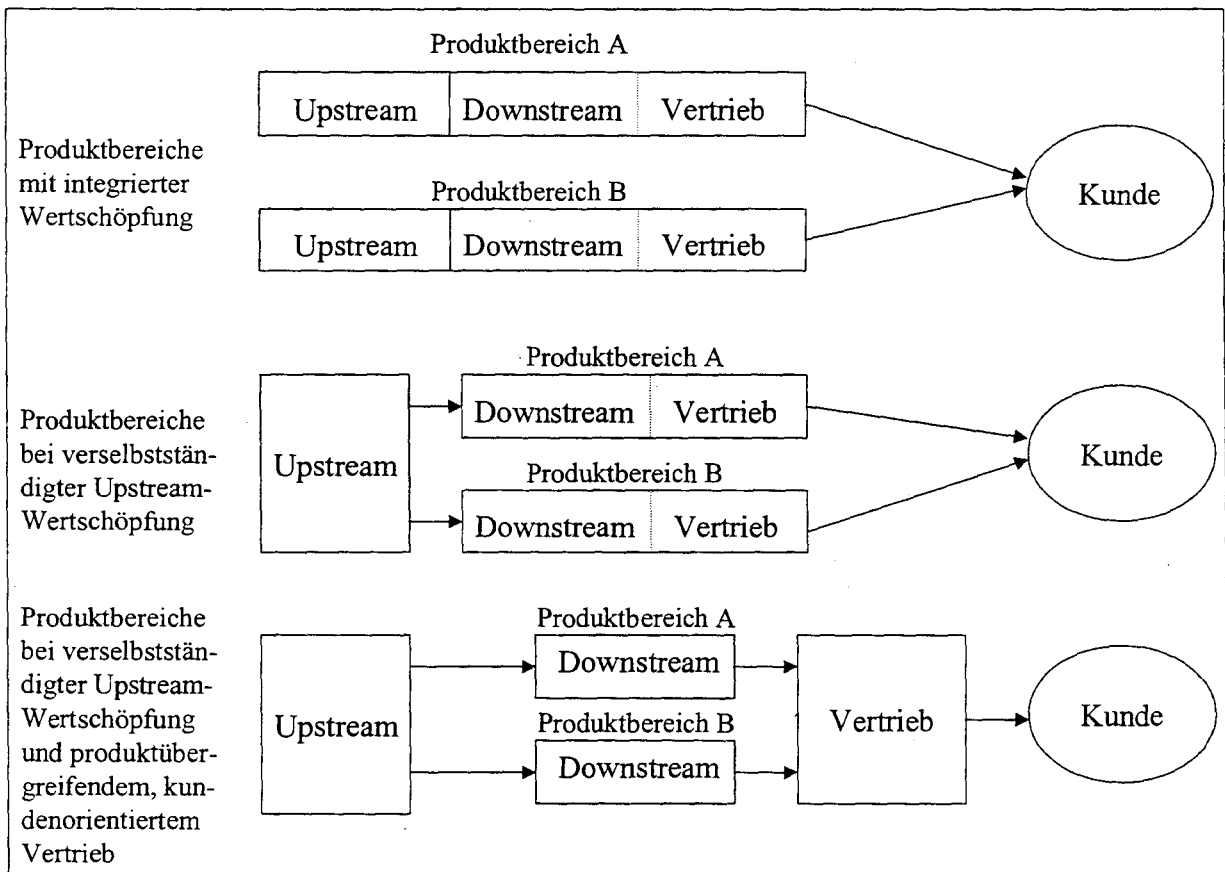 Produktbereich A
Upstream Downstream Vertrieb
Produktbereiche
mit integrierter
Wertschöpfung
Produktbereich B
Upstream Downstream Vertrieb
Kunde
Produktbereiche
bei verselbststän-
digter Upstream-
Wertschöpfung
Upstream
Produktbereich A
Downstream Vertrieb
Produktbereich B
Downstream Vertrieb
Kunde
Produktbereiche
bei verselbststän-
digter Upstream-
Wertschöpfung
und produktüber-
greifendem, kun-
denorientiertem
Vertrieb
Upstream
Produktbereich A
Downstream
Produktbereich B
Downstream
Vertrieb
Kunde